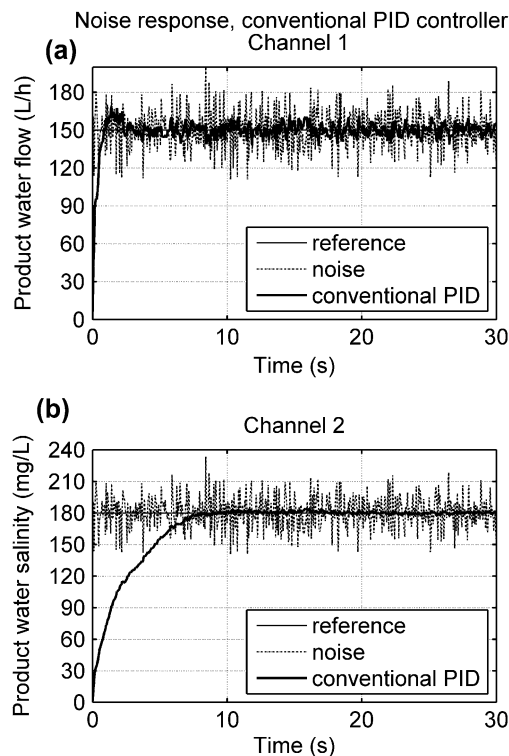 Noise response, conventional PID controller
(a)
Channel 1
Product water flow (L/h)
180
150
120
90
60
30
0
reference
noise
conventional PID
0
10
20
30
Time (s)
(b)
Channel 2
Product water salinity (mg/L)
240
210
180
150
120
90
60
30
0
reference
noise
conventional PID
0
10
20
30
Time (s)